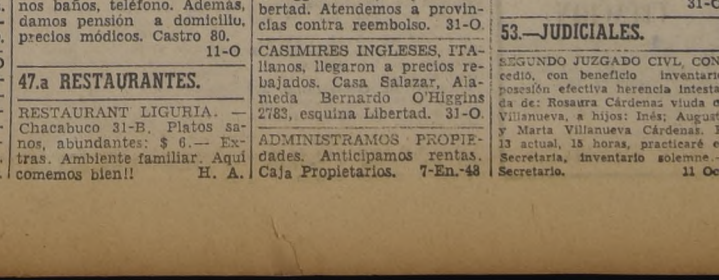 nos baños, teléfono. Además,
damos pensión a domicilio,
precios módicos. Castro 80.
11-O
47.a RESTAURANTES.
RESTAURANT LIGURIA. —
Chacabuco 31-B. Platos sa-
nos, abundantes: $ 6.— Ex-
tras. Ambiente familiar. Aquí
comemos bien!! H. A.
bertad. Atendemos a provin-
cias contra reembolso. 31-O.
CASIMIRES INGLESES, ITA-
lianos, llegaron a precios re-
bajados. Casa Salazar, Ala-
meda Bernardo O'Higgins
2783, esquina Libertad. 31-O.
ADMINISTRAMOS PROPIE-
dades. Anticipamos rentas.
Caja Propietarios. 7-En.-48
31-O
53.—JUDICIALES.
SEGUNDO JUZGADO CIVL, CON
cedió, con beneficio inventari
posesión efectiva herencia intesta
da de: Rosaura Cárdenas viuda d
Villanueva, a hijos: Inés; August
y Marta Villanueva Cárdenas.
13 actual, 15 horas, practicaré e
Secretaría, inventario solemne.—
Secretario. 11 Oc